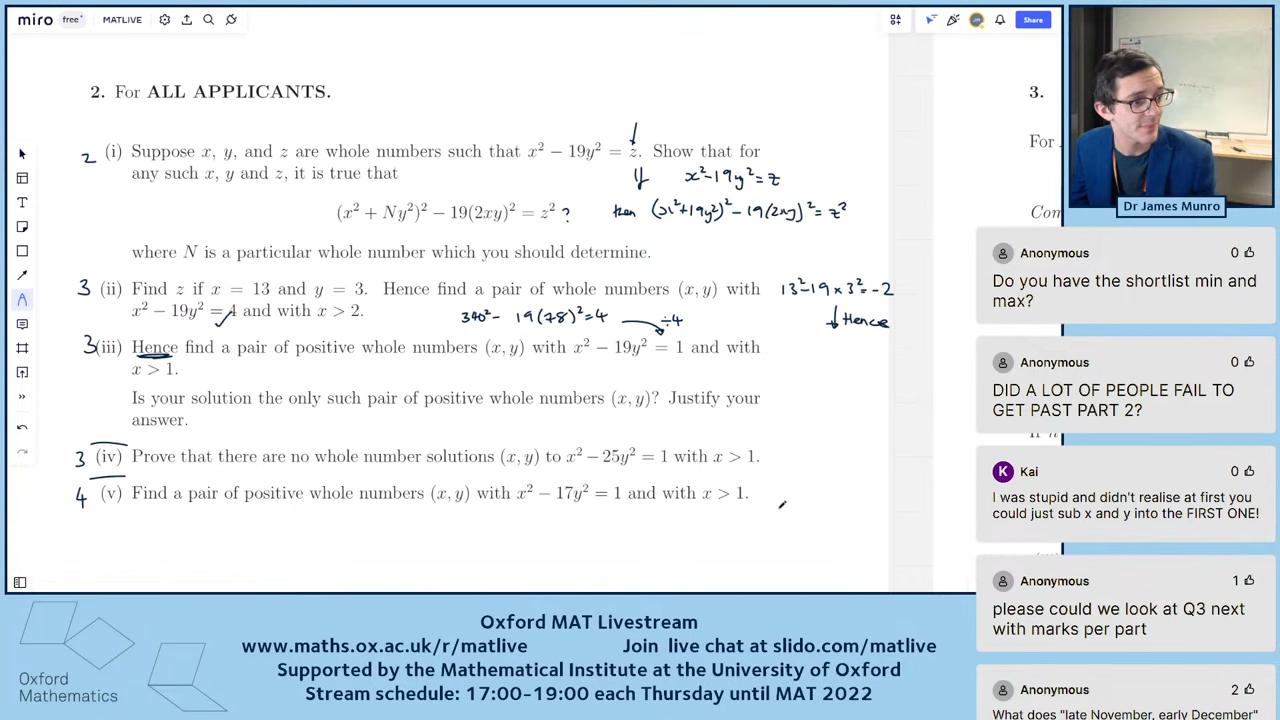 miro free MATLIVE Share
2. For ALL APPLICANTS.
2 (i) Suppose x, y, and z are whole numbers such that x² − 19y² = z. Show that for
any such x, y and z, it is true that
If x²-19y²=z
(x² + Ny²)² − 19(2xy)² = z² ?
then (x²+19y²)² - 19(2xy)² = z²
where N is a particular whole number which you should determine.
3 (ii) Find z if x = 13 and y = 3. Hence find a pair of whole numbers (x, y) with
13²-19×3²=-2
x² − 19y² = 4 and with x > 2.
340² - 19(78)²=4
÷4
↓Hence
3 (iii) Hence find a pair of positive whole numbers (x, y) with x² − 19y² = 1 and with
x > 1.
Is your solution the only such pair of positive whole numbers (x, y)? Justify your
answer.
3 (iv) Prove that there are no whole number solutions (x, y) to x² − 25y² = 1 with x > 1.
4 (v) Find a pair of positive whole numbers (x, y) with x² − 17y² = 1 and with x > 1.
3.
For
Com
Dr James Munro
Anonymous 0
Do you have the shortlist min and
max?
Anonymous 0
DID A LOT OF PEOPLE FAIL TO
GET PAST PART 2?
K Kai 0
I was stupid and didn't realise at first you
could just sub x and y into the FIRST ONE!
Anonymous 1
please could we look at Q3 next
with marks per part
Anonymous 2
What does "late November, early December"
Oxford
Mathematics
Oxford MAT Livestream
www.maths.ox.ac.uk/r/matlive Join live chat at slido.com/matlive
Supported by the Mathematical Institute at the University of Oxford
Stream schedule: 17:00-19:00 each Thursday until MAT 2022